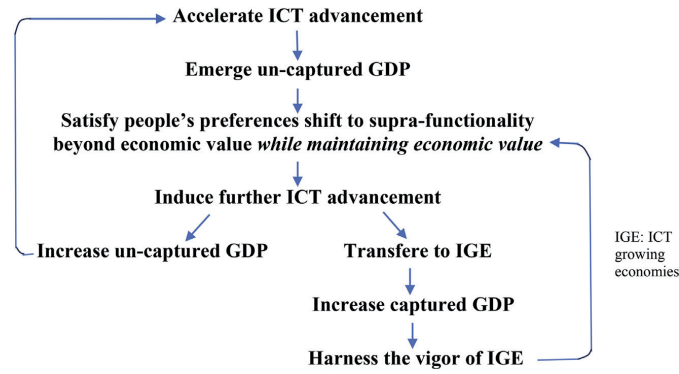 Accelerate ICT advancement
Emerge un-captured GDP
Satisfy people's preferences shift to supra-functionality
beyond economic value while maintaining economic value
Induce further ICT advancement
Increase un-captured GDP
Transfere to IGE
IGE: ICT
growing
economies
Increase captured GDP
Harness the vigor of IGE